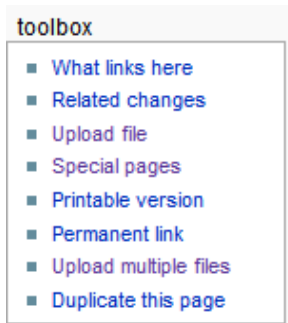 toolbox
What links here
Related changes
Upload file
Special pages
Printable version
Permanent link
Upload multiple files
Duplicate this page